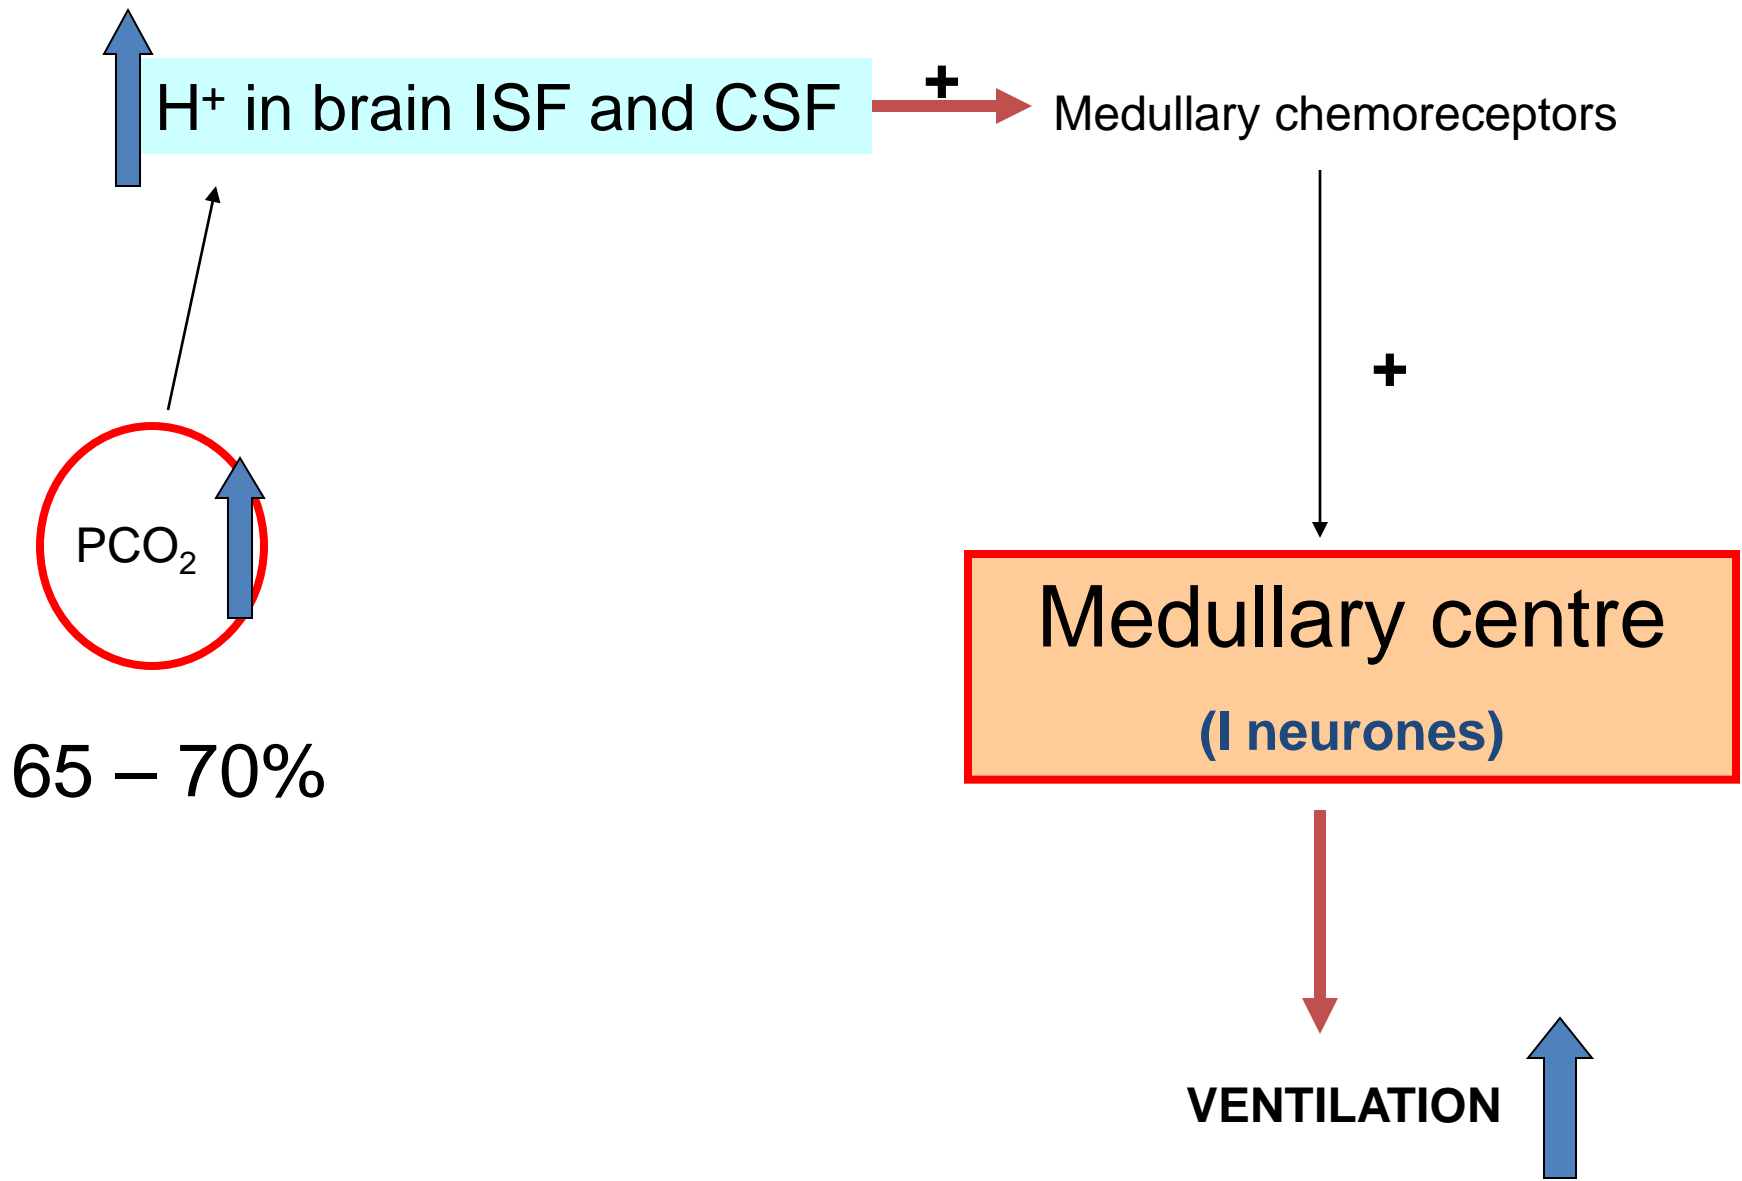 H⁺ in brain ISF and CSF
+
Medullary chemoreceptors
+
PCO₂
Medullary centre
(I neurones)
65 – 70%
VENTILATION